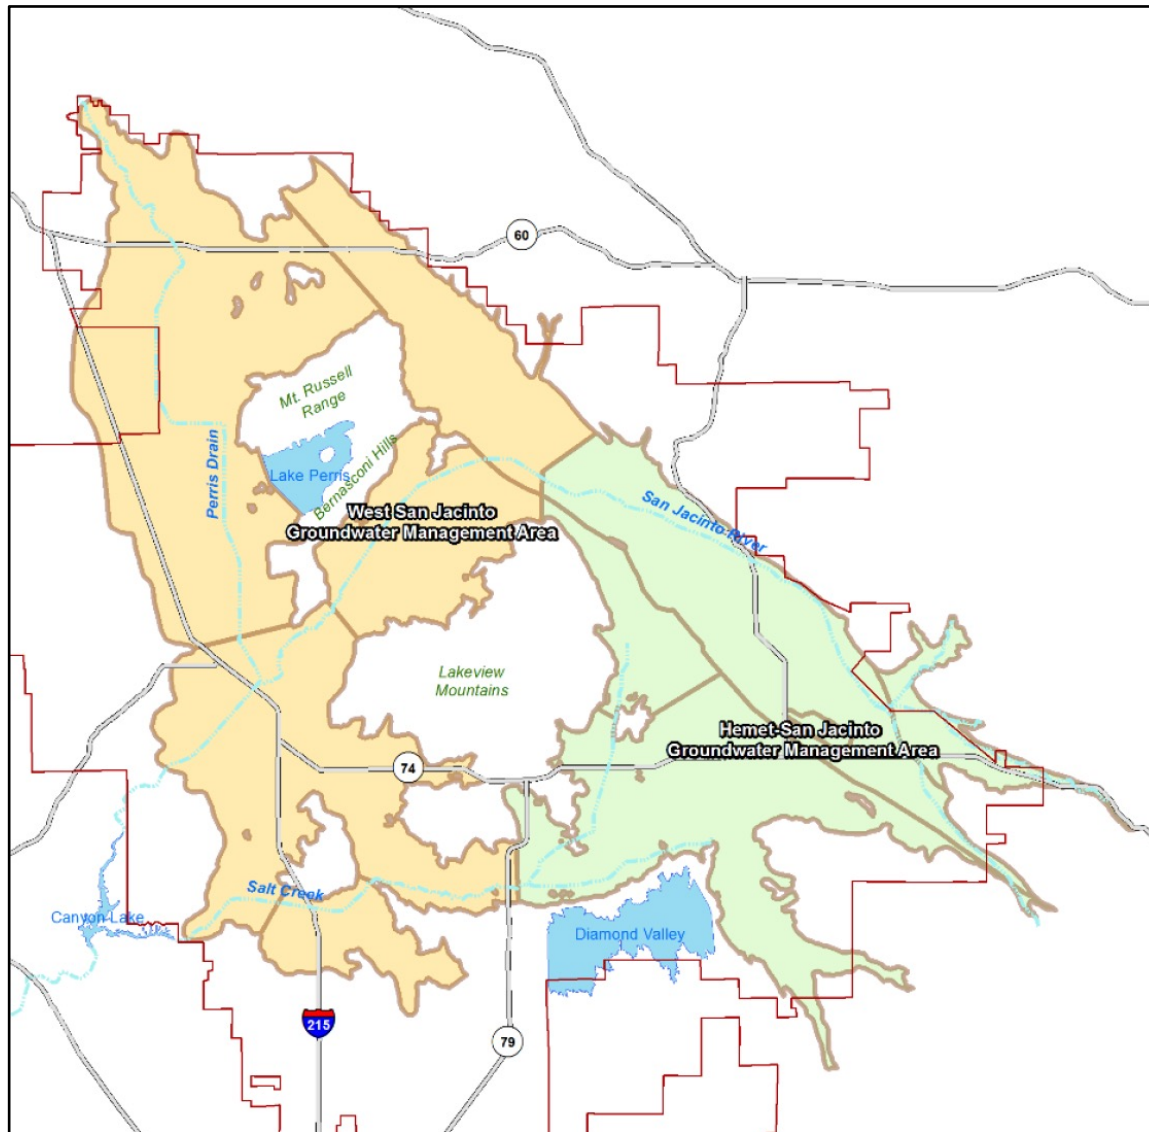 60
Mt. Russell
Range
Perris Drain
Bernasconi Hills
Lake Perris
West San Jacinto
Groundwater Management Area
San Jacinto River
Lakeview
Mountains
Hemet-San Jacinto
Groundwater Management Area
74
Salt Creek
Canyon Lake
Diamond Valley
215
79